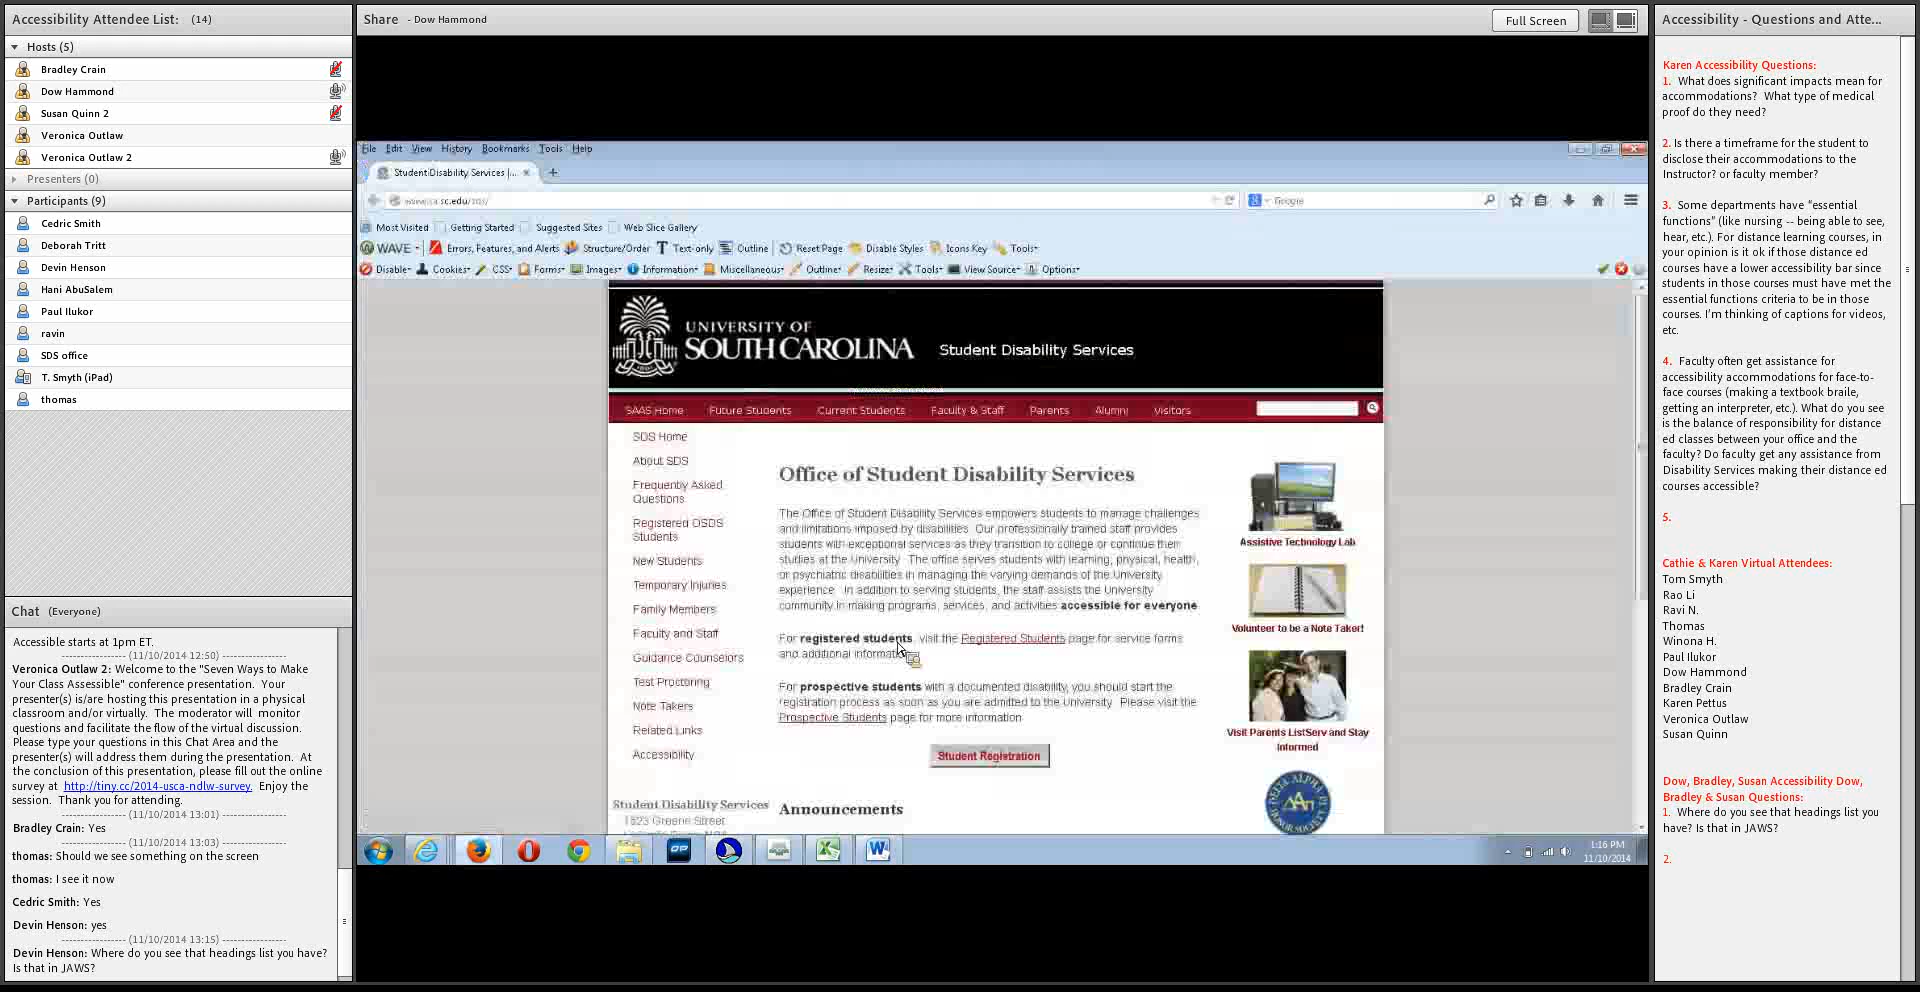 Accessibility Attendee List: (14)
Hosts (5)
Bradley Crain
Dow Hammond
Susan Quinn 2
Veronica Outlaw
Veronica Outlaw 2
Presenters (0)
Participants (9)
Cedric Smith
Deborah Tritt
Devin Henson
Hani AbuSalem
Paul Ilukor
ravin
SDS office
T. Smyth (iPad)
thomas
Chat (Everyone)
Accessible starts at 1pm ET.
----------------- (11/10/2014 12:50) -----------------
Veronica Outlaw 2: Welcome to the "Seven Ways to Make
Your Class Assessible" conference presentation. Your
presenter(s) is/are hosting this presentation in a physical
classroom and/or virtually. The moderator will monitor
questions and facilitate the flow of the virtual discussion.
Please type your questions in this Chat Area and the
presenter(s) will address them during the presentation. At
the conclusion of this presentation, please fill out the online
survey at http://tiny.cc/2014-usca-ndlw-survey. Enjoy the
session. Thank you for attending.
----------------- (11/10/2014 13:01) -----------------
Bradley Crain: Yes
----------------- (11/10/2014 13:03) -----------------
thomas: Should we see something on the screen
thomas: I see it now
Cedric Smith: Yes
Devin Henson: yes
----------------- (11/10/2014 13:15) -----------------
Devin Henson: Where do you see that headings list you have?
Is that in JAWS?
Share - Dow Hammond
Full Screen
File Edit View History Bookmarks Tools Help
Student Disability Services |...
sc.edu/sds/
Google
Most Visited Getting Started Suggested Sites Web Slice Gallery
WAVE Errors, Features, and Alerts Structure/Order Text-only Outline Reset Page Disable Styles Icons Key Tools
Disable Cookies CSS Forms Images Information Miscellaneous Outline Resize Tools View Source Options
UNIVERSITY OF
SOUTH CAROLINA
Student Disability Services
SAAS Home Future Students Current Students Faculty & Staff Parents Alumni Visitors
SDS Home
About SDS
Frequently Asked
Questions
Registered OSDS
Students
New Students
Temporary Injuries
Family Members
Faculty and Staff
Guidance Counselors
Test Proctoring
Note Takers
Related Links
Accessibility
Student Disability Services
1523 Greene Street
Office of Student Disability Services
The Office of Student Disability Services empowers students to manage challenges
and limitations imposed by disabilities. Our professionally trained staff provides
students with exceptional services as they transition to college or continue their
studies at the University. The office serves students with learning, physical, health,
or psychiatric disabilities in managing the varying demands of the University
experience. In addition to serving students, the staff assists the University
community in making programs, services, and activities accessible for everyone
For registered students, visit the Registered Students page for service forms
and additional information
For prospective students with a documented disability, you should start the
registration process as soon as you are admitted to the University. Please visit the
Prospective Students page for more information
Student Registration
Announcements
Assistive Technology Lab
Volunteer to be a Note Taker!
Visit Parents ListServ and Stay
Informed
DELTA ALPHA PI
HONOR SOCIETY
1:16 PM
11/10/2014
Accessibility - Questions and Atte...
Karen Accessibility Questions:
1. What does significant impacts mean for
accommodations? What type of medical
proof do they need?
2. Is there a timeframe for the student to
disclose their accommodations to the
Instructor? or faculty member?
3. Some departments have “essential
functions” (like nursing -- being able to see,
hear, etc.). For distance learning courses, in
your opinion is it ok if those distance ed
courses have a lower accessibility bar since
students in those courses must have met the
essential functions criteria to be in those
courses. I’m thinking of captions for videos,
etc.
4. Faculty often get assistance for
accessibility accommodations for face-to-
face courses (making a textbook braile,
getting an interpreter, etc.). What do you see
is the balance of responsibility for distance
ed classes between your office and the
faculty? Do faculty get any assistance from
Disability Services making their distance ed
courses accessible?
5.
Cathie & Karen Virtual Attendees:
Tom Smyth
Rao Li
Ravi N.
Thomas
Winona H.
Paul Ilukor
Dow Hammond
Bradley Crain
Karen Pettus
Veronica Outlaw
Susan Quinn
Dow, Bradley, Susan Accessibility Dow,
Bradley & Susan Questions:
1. Where do you see that headings list you
have? Is that in JAWS?
2.